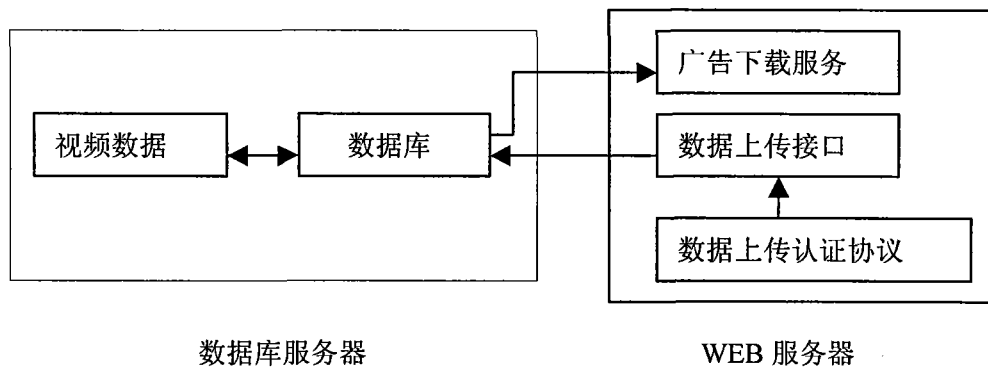 广告下载服务
视频数据
数据库
数据上传接口
数据上传认证协议
数据库服务器
WEB 服务器